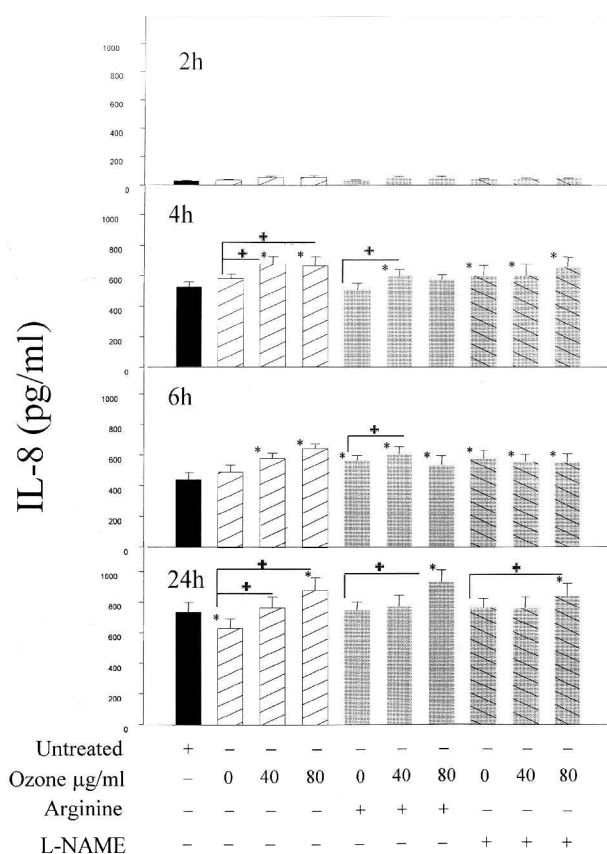 IL-8 (pg/ml)
2h
1000
800
600
400
200
0
4h
1000
800
600
400
200
0
+
+
+
* * * * * *
6h
1000
800
600
400
200
0
+
* * * * * * * *
24h
1000
800
600
400
200
0
+ + +
+
* * * *
Untreated + – – – – – – – – –
Ozone µg/ml – 0 40 80 0 40 80 0 40 80
Arginine – – – – + + + – – –
L-NAME – – – – – – – + + +